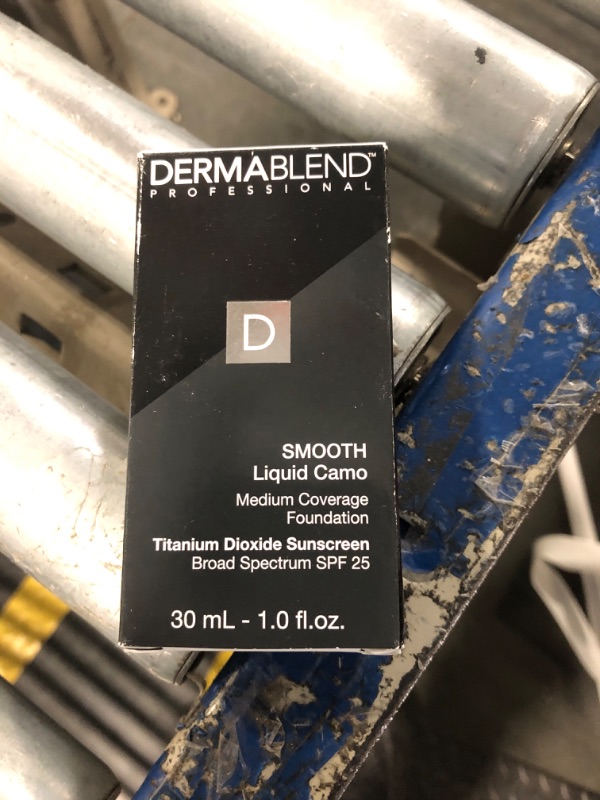 DERMABLEND™
PROFESSIONAL
D
SMOOTH
Liquid Camo
Medium Coverage
Foundation
Titanium Dioxide Sunscreen
Broad Spectrum SPF 25
30 mL - 1.0 fl.oz.